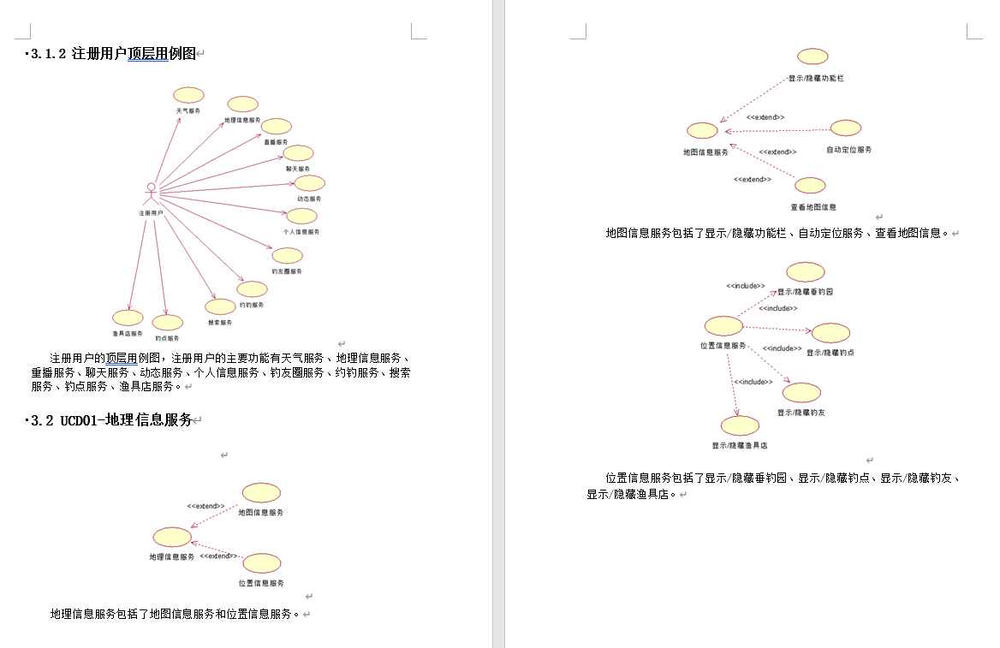 3.1.2 注册用户顶层用例图
天气服务
地理信息服务
直播服务
聊天服务
动态服务
注册用户
个人信息服务
钓友圈服务
约钓服务
搜索服务
渔具店服务
钓点服务
注册用户的顶层用例图，注册用户的主要功能有天气服务、地理信息服务、
重播服务、聊天服务、动态服务、个人信息服务、钓友圈服务、约钓服务、搜索
服务、钓点服务、渔具店服务。
3.2 UCD01-地理信息服务
<<extend>>
地图信息服务
地理信息服务
<<extend>>
位置信息服务
地理信息服务包括了地图信息服务和位置信息服务。
显示/隐藏功能栏
<<extend>>
地图信息服务
<<extend>>
自动定位服务
<<extend>>
查看地图信息
地图信息服务包括了显示/隐藏功能栏、自动定位服务、查看地图信息。
<<include>>
显示/隐藏垂钓园
<<include>>
位置信息服务
<<include>>
显示/隐藏钓点
<<include>>
显示/隐藏钓友
显示/隐藏渔具店
位置信息服务包括了显示/隐藏垂钓园、显示/隐藏钓点、显示/隐藏钓友、
显示/隐藏渔具店。